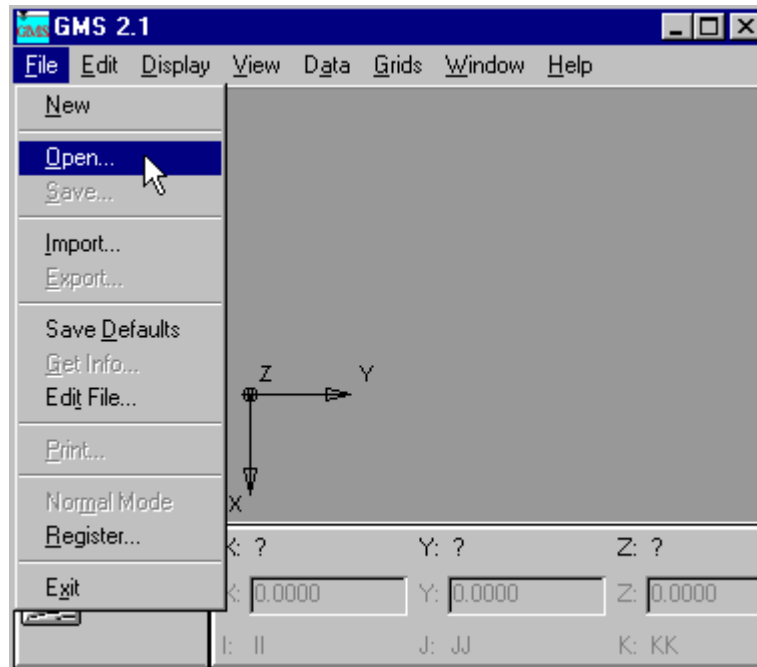 GMS GMS 2.1
File Edit Display View Data Grids Window Help
New
Open...
Save...
Import...
Export...
Save Defaults
Get Info...
Edit File...
Print...
Normal Mode
Register...
Exit
Z
Y
X
X: ? Y: ? Z: ?
X: 0.0000 Y: 0.0000 Z: 0.0000
I: II J: JJ K: KK